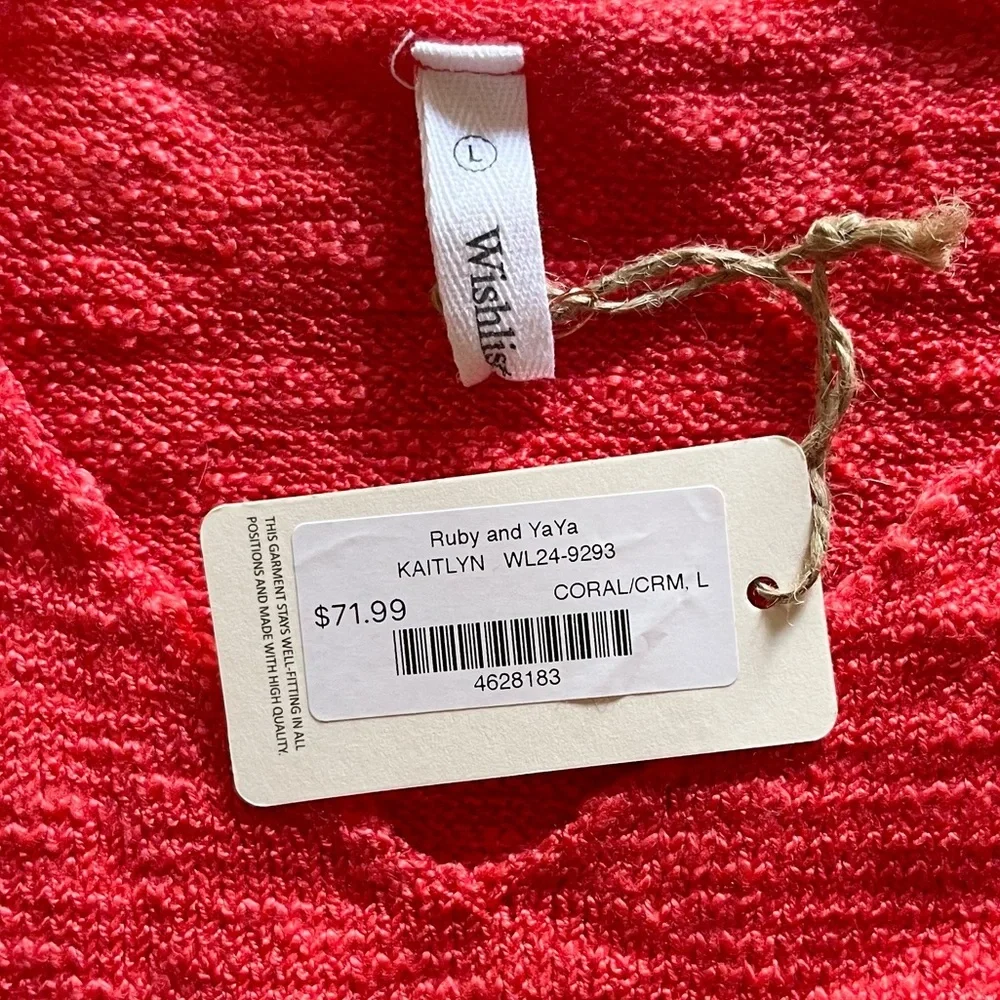 L
Wishlist
Ruby and YaYa
KAITLYN WL24-9293
CORAL/CRM, L
$71.99
4628183
THIS GARMENT STAYS WELL-FITTING IN ALL
POSITIONS AND MADE WITH HIGH QUALITY.